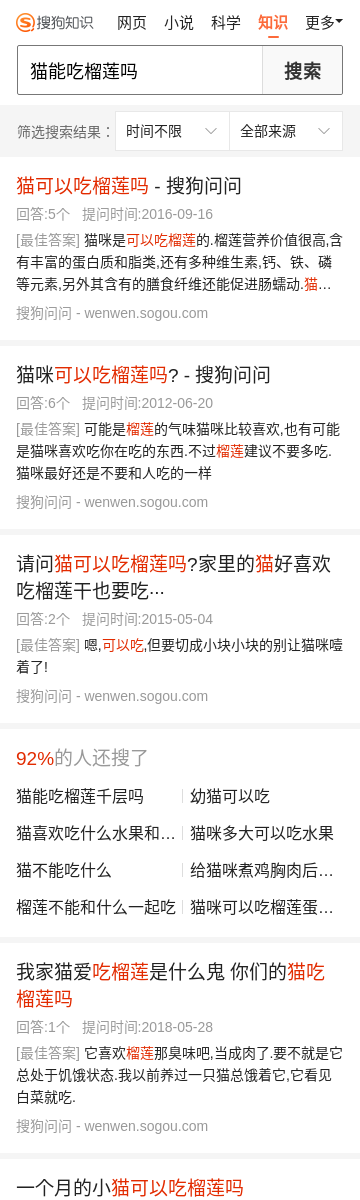 搜狗知识 网页 小说 科学 知识 更多
猫能吃榴莲吗 搜索
筛选搜索结果： 时间不限 全部来源
猫可以吃榴莲吗 - 搜狗问问
回答:5个 提问时间:2016-09-16
[最佳答案] 猫咪是可以吃榴莲的.榴莲营养价值很高,含
有丰富的蛋白质和脂类,还有多种维生素,钙、铁、磷
等元素,另外其含有的膳食纤维还能促进肠蠕动.猫…
搜狗问问 - wenwen.sogou.com
猫咪可以吃榴莲吗? - 搜狗问问
回答:6个 提问时间:2012-06-20
[最佳答案] 可能是榴莲的气味猫咪比较喜欢,也有可能
是猫咪喜欢吃你在吃的东西.不过榴莲建议不要多吃.
猫咪最好还是不要和人吃的一样
搜狗问问 - wenwen.sogou.com
请问猫可以吃榴莲吗?家里的猫好喜欢
吃榴莲干也要吃···
回答:2个 提问时间:2015-05-04
[最佳答案] 嗯,可以吃,但要切成小块小块的别让猫咪噎
着了!
搜狗问问 - wenwen.sogou.com
92%的人还搜了
猫能吃榴莲千层吗 幼猫可以吃
猫喜欢吃什么水果和… 猫咪多大可以吃水果
猫不能吃什么 给猫咪煮鸡胸肉后…
榴莲不能和什么一起吃 猫咪可以吃榴莲蛋…
我家猫爱吃榴莲是什么鬼 你们的猫吃
榴莲吗
回答:1个 提问时间:2018-05-28
[最佳答案] 它喜欢榴莲那臭味吧,当成肉了.要不就是它
总处于饥饿状态.我以前养过一只猫总饿着它,它看见
白菜就吃.
搜狗问问 - wenwen.sogou.com
一个月的小猫可以吃榴莲吗